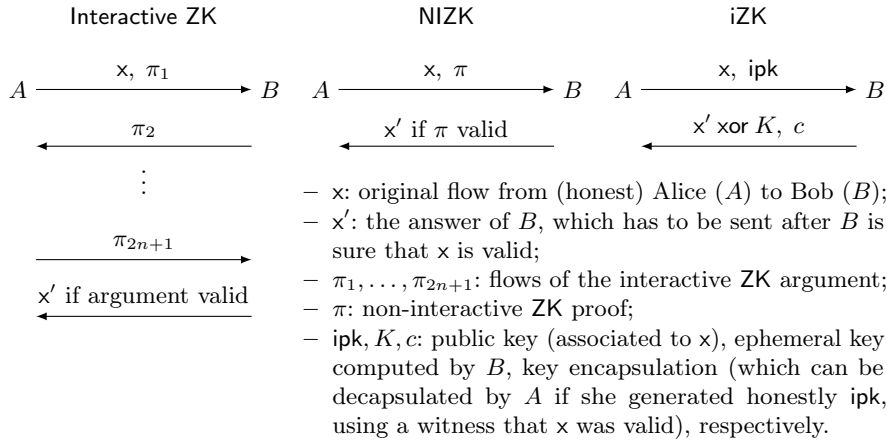 Interactive ZK
A x, π1 B
π2
⋮
π2n+1
x′ if argument valid
NIZK
A x, π B
x′ if π valid
iZK
A x, ipk B
x′ xor K, c
– x: original flow from (honest) Alice (A) to Bob (B);
– x′: the answer of B, which has to be sent after B is
sure that x is valid;
– π1, . . . , π2n+1: flows of the interactive ZK argument;
– π: non-interactive ZK proof;
– ipk, K, c: public key (associated to x), ephemeral key
computed by B, key encapsulation (which can be
decapsulated by A if she generated honestly ipk,
using a witness that x was valid), respectively.